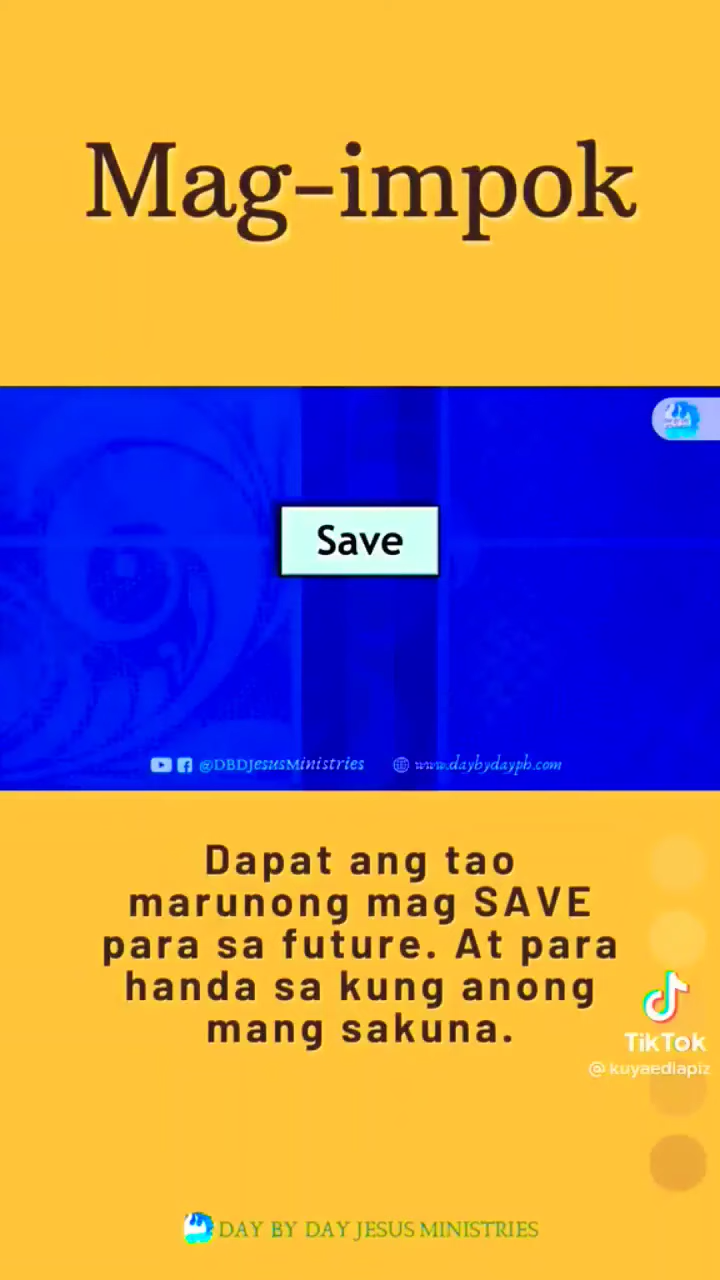 Mag-impok
Save
@DBDJesusMinistries www.daybydayph.com
Dapat ang tao
marunong mag SAVE
para sa future. At para
handa sa kung anong
mang sakuna.
TikTok
@kuyaedlapiz
DAY BY DAY JESUS MINISTRIES